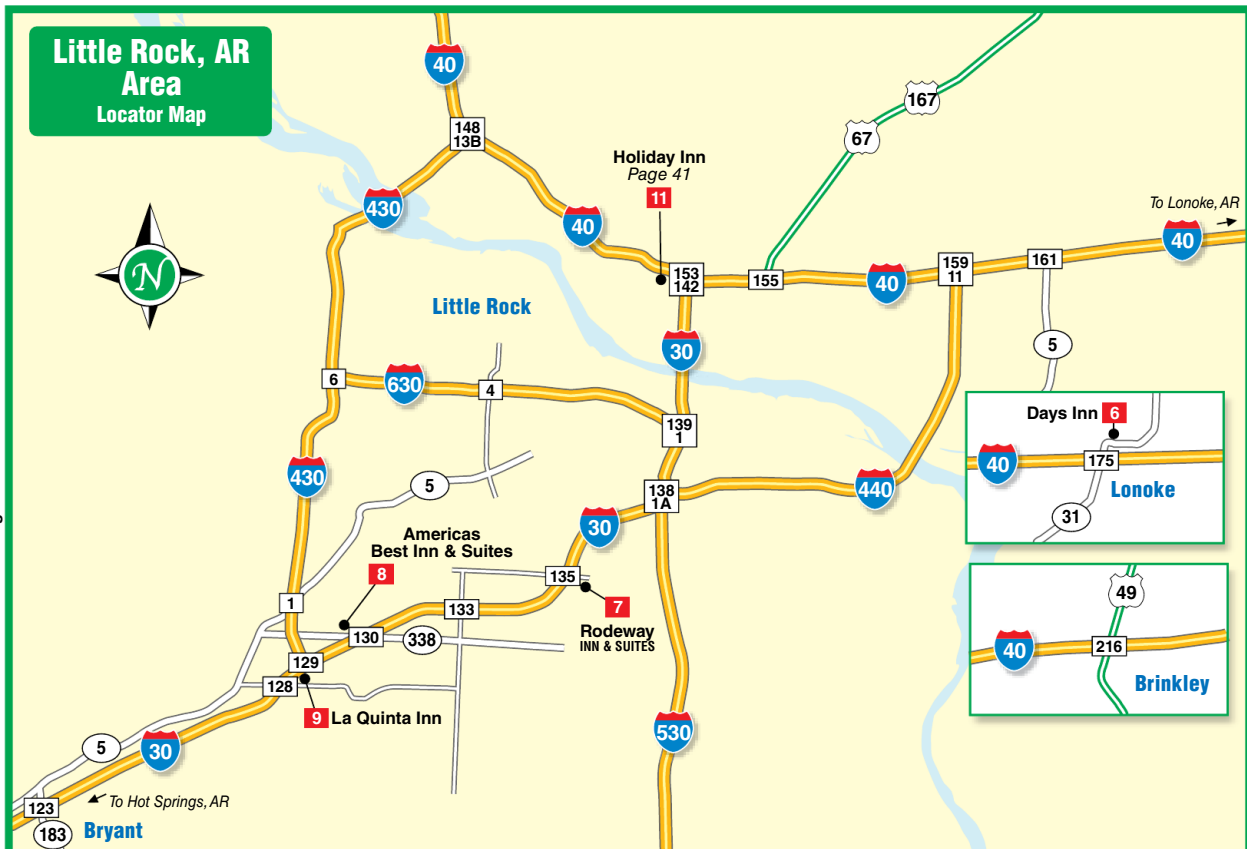 Little Rock, AR
Area
Locator Map
40
148
13B
167
67
Holiday Inn
Page 41
11
430
40
To Lonoke, AR
40
N
153
142
155
40
159
11
161
Little Rock
30
5
6
630
4
139
1
Days Inn 6
40
175
Lonoke
31
430
5
138
1A
440
30
Americas
Best Inn & Suites
8
135
7
Rodeway
INN & SUITES
1
133
130
338
129
128
9 La Quinta Inn
49
40
216
Brinkley
530
5
30
To Hot Springs, AR
123
183
Bryant